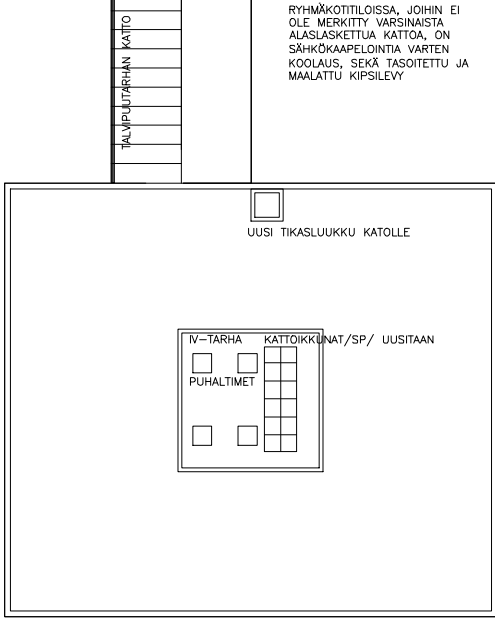 RYHMÄKOTITILOISSA, JOIHIN EI
OLE MERKITTY VARSINAISTA
ALASLASKETTUA KATTOA, ON
SÄHKÖKAAPELOINTIA VARTEN
KOOLAUS, SEKÄ TASOITETTU JA
MAALATTU KIPSILEVY
TALVIPUUTARHAN KATTO
UUSI TIKASLUUKKU KATOLLE
IV-TARHA KATTOIKKUNAT/SP/ UUSITAAN
PUHALTIMET